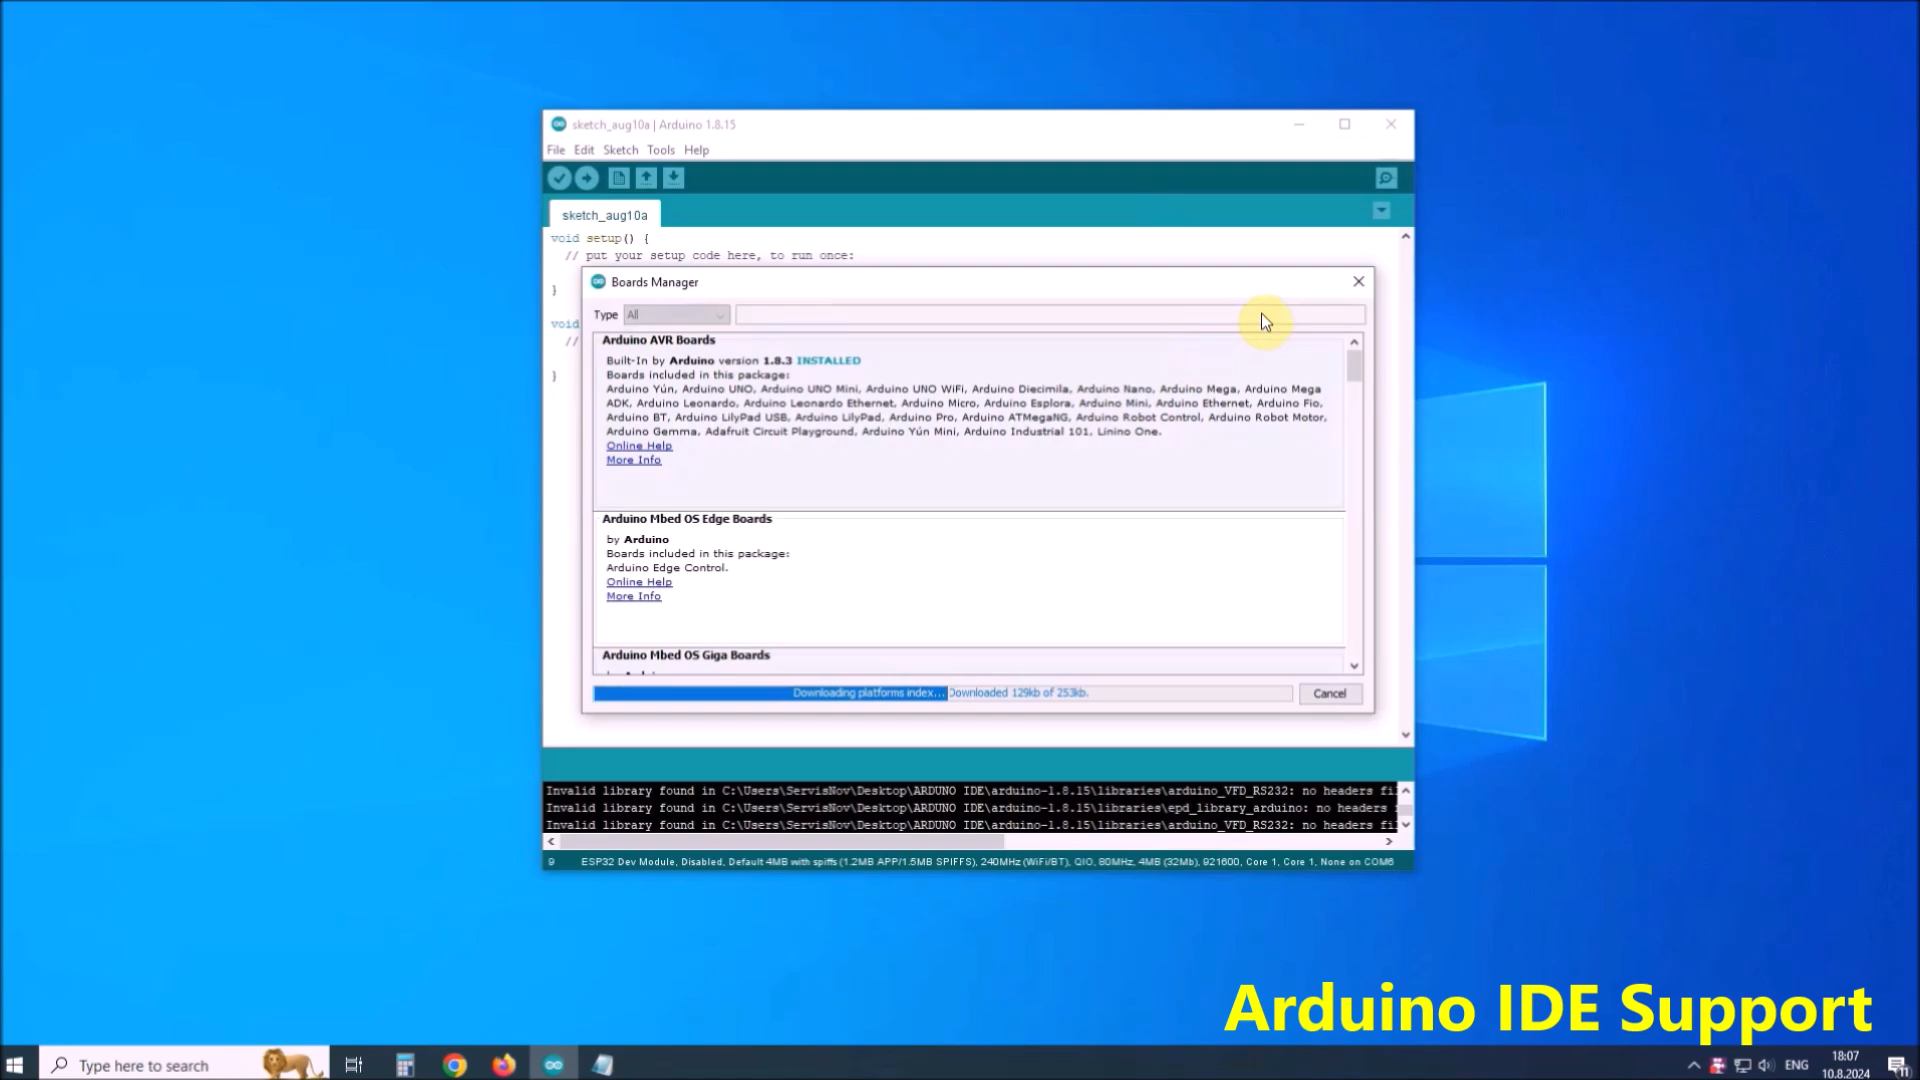 sketch_aug10a | Arduino 1.8.15
File Edit Sketch Tools Help
sketch_aug10a
void setup() {
// put your setup code here, to run once:
}
void
//
}
Boards Manager
Type All
Arduino AVR Boards
Built-In by Arduino version 1.8.3 INSTALLED
Boards included in this package:
Arduino Yún, Arduino UNO, Arduino UNO Mini, Arduino UNO WiFi, Arduino Diecimila, Arduino Nano, Arduino Mega, Arduino Mega
ADK, Arduino Leonardo, Arduino Leonardo Ethernet, Arduino Micro, Arduino Esplora, Arduino Mini, Arduino Ethernet, Arduino Fio,
Arduino BT, Arduino LilyPad USB, Arduino LilyPad, Arduino Pro, Arduino ATMegaNG, Arduino Robot Control, Arduino Robot Motor,
Arduino Gemma, Adafruit Circuit Playground, Arduino Yún Mini, Arduino Industrial 101, Linino One.
Online Help
More Info
Arduino Mbed OS Edge Boards
by Arduino
Boards included in this package:
Arduino Edge Control.
Online Help
More Info
Arduino Mbed OS Giga Boards
Downloading platforms index... Downloaded 129kb of 253kb.
Cancel
Invalid library found in C:\Users\ServisNov\Desktop\ARDUNO IDE\arduino-1.8.15\libraries\arduino_VFD_RS232: no headers fi
Invalid library found in C:\Users\ServisNov\Desktop\ARDUNO IDE\arduino-1.8.15\libraries\epd_library_arduino: no headers
Invalid library found in C:\Users\ServisNov\Desktop\ARDUNO IDE\arduino-1.8.15\libraries\arduino_VFD_RS232: no headers fi
9 ESP32 Dev Module, Disabled, Default 4MB with spiffs (1.2MB APP/1.5MB SPIFFS), 240MHz (WiFi/BT), QIO, 80MHz, 4MB (32Mb), 921600, Core 1, Core 1, None on COM6
Arduino IDE Support
Type here to search
ENG
18:07
10.8.2024
11